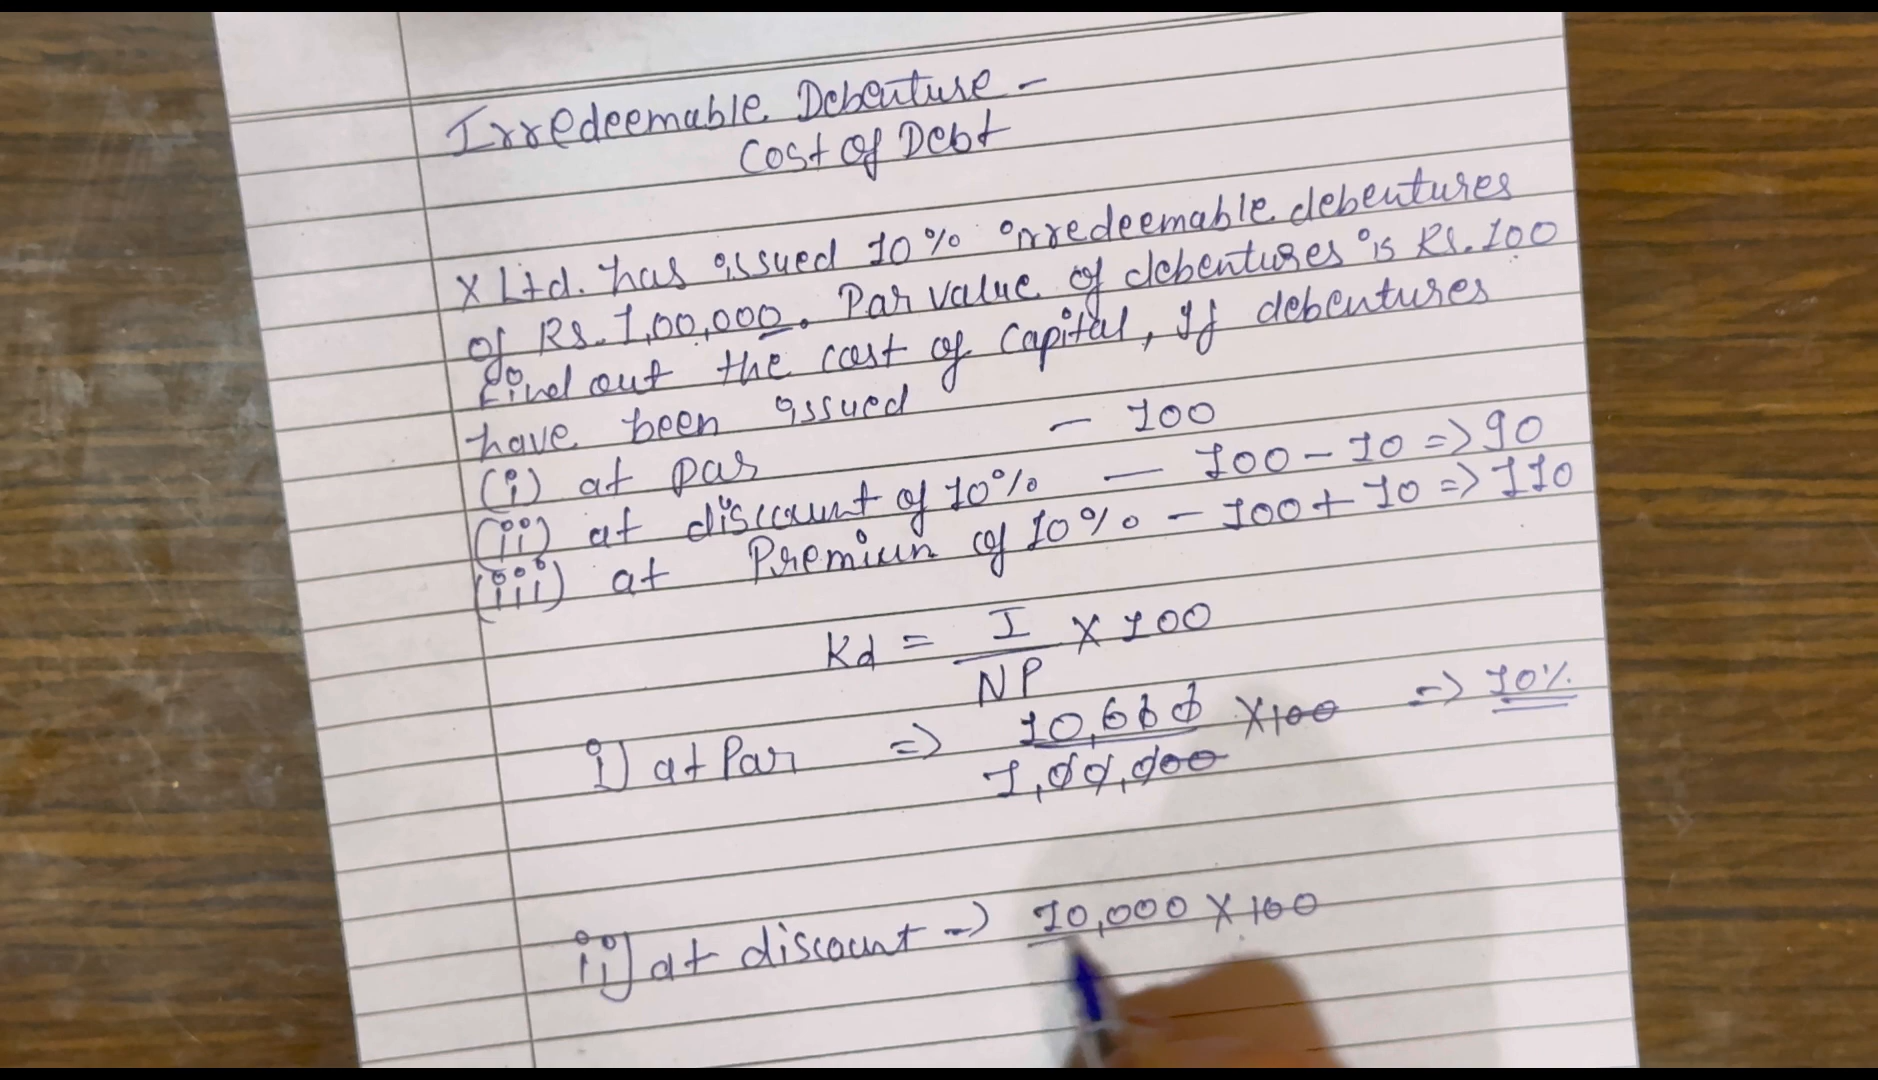 Irredeemable Debenture -
Cost of Debt
X Ltd. has issued 10% irredeemable debentures
of Rs. 1,00,000. Par value of debentures is Rs. 100
Find out the cost of capital, If debentures
have been issued
(i) at par - 100
(ii) at discount of 10% - 100 - 10 => 90
(iii) at Premium of 10% - 100 + 10 => 110
Kd = I/NP X 100
i) at Par => 10,000/1,00,000 X 100 => 10%
ii) at discount => 10,000 X 100